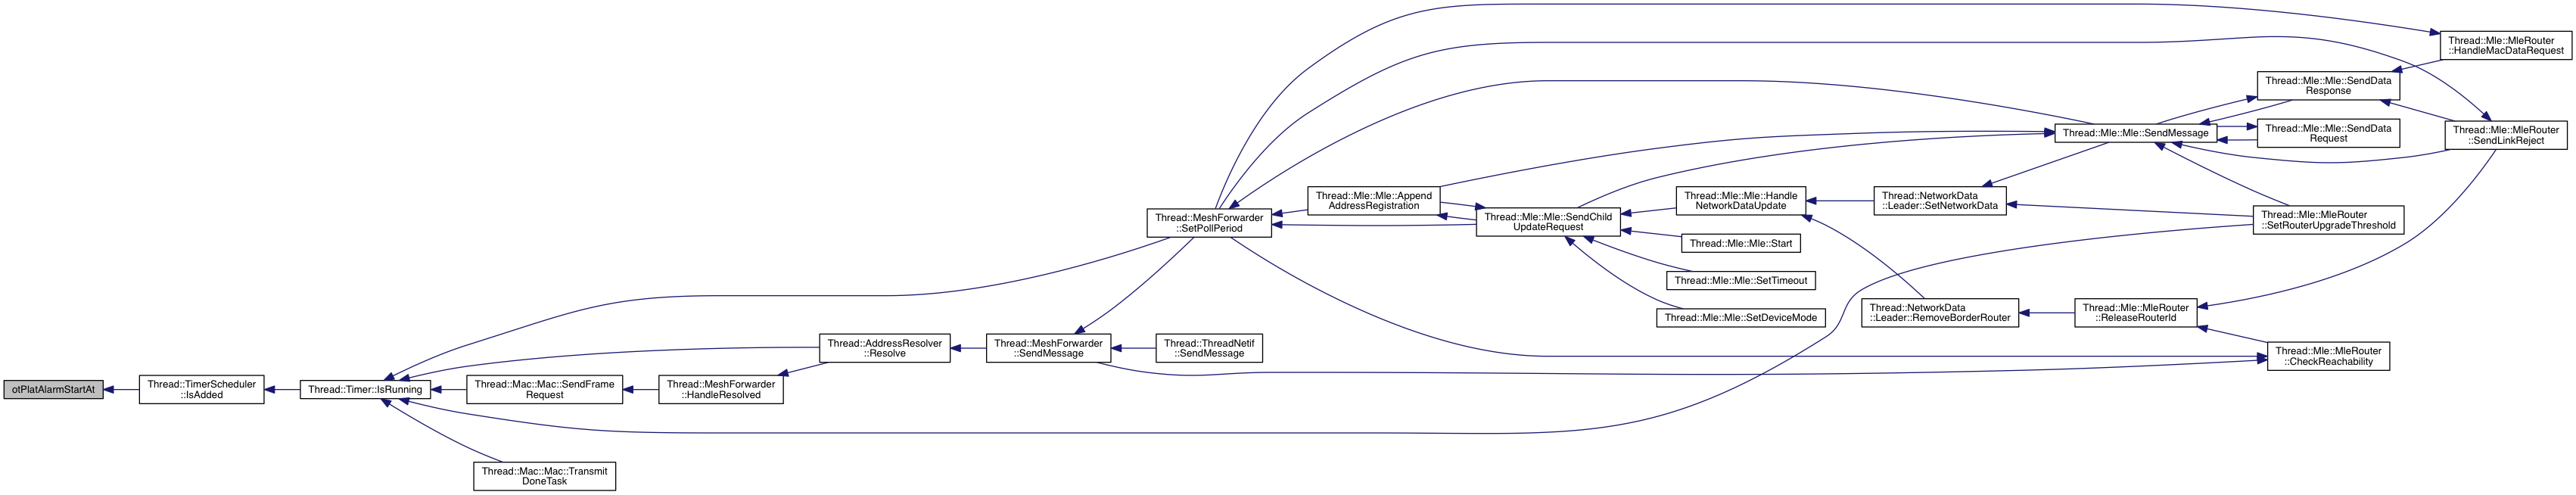 otPlatAlarmStartAt
Thread::TimerScheduler
::IsAdded
Thread::Timer::IsRunning
Thread::Mac::Mac::SendFrame
Request
Thread::Mac::Mac::Transmit
DoneTask
Thread::MeshForwarder
::HandleResolved
Thread::AddressResolver
::Resolve
Thread::MeshForwarder
::SendMessage
Thread::ThreadNetif
::SendMessage
Thread::MeshForwarder
::SetPollPeriod
Thread::Mle::Mle::Append
AddressRegistration
Thread::Mle::Mle::SendChild
UpdateRequest
Thread::Mle::Mle::Handle
NetworkDataUpdate
Thread::Mle::Mle::Start
Thread::Mle::Mle::SetTimeout
Thread::Mle::Mle::SetDeviceMode
Thread::NetworkData
::Leader::SetNetworkData
Thread::NetworkData
::Leader::RemoveBorderRouter
Thread::Mle::Mle::SendMessage
Thread::Mle::MleRouter
::ReleaseRouterId
Thread::Mle::Mle::SendData
Response
Thread::Mle::Mle::SendData
Request
Thread::Mle::MleRouter
::SetRouterUpgradeThreshold
Thread::Mle::MleRouter
::CheckReachability
Thread::Mle::MleRouter
::HandleMacDataRequest
Thread::Mle::MleRouter
::SendLinkReject